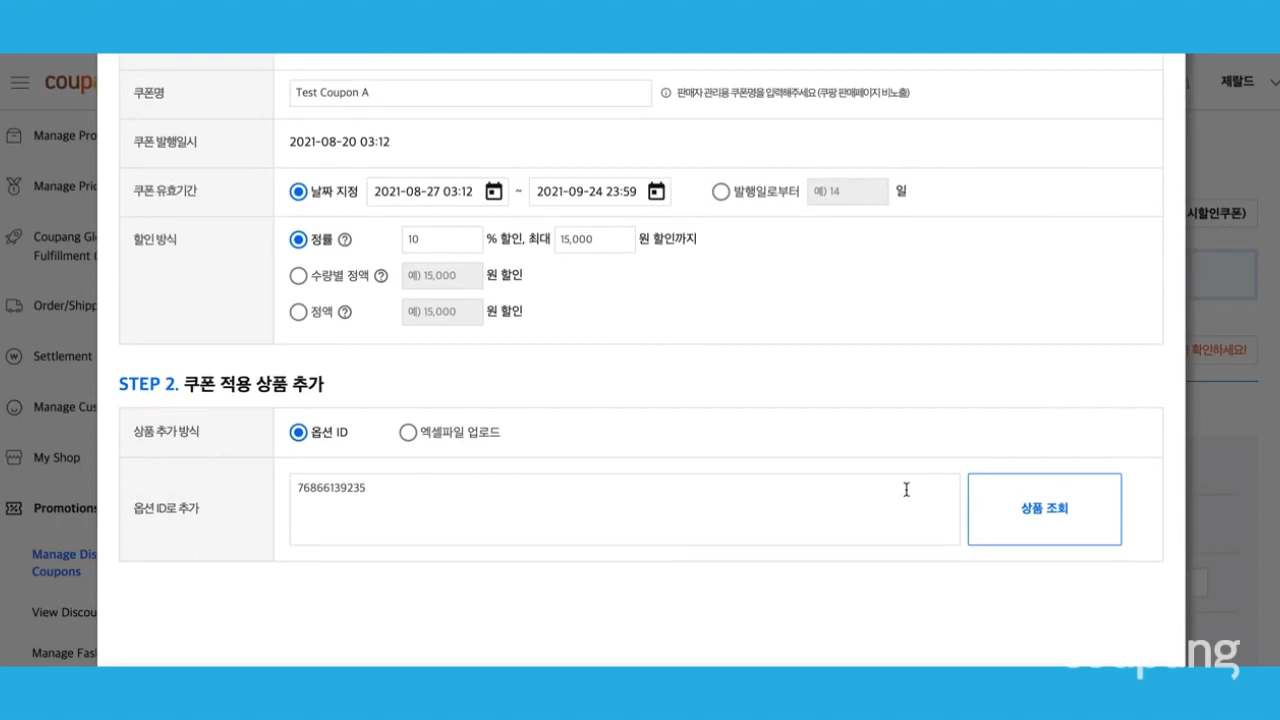 coup
제랄드
쿠폰명
Test Coupon A
판매자 관리용 쿠폰명을 입력해주세요 (쿠팡 판매페이지 비노출)
Manage Pro
쿠폰 발행일시
2021-08-20 03:12
Manage Pric
쿠폰 유효기간
날짜 지정
2021-08-27 03:12
~
2021-09-24 23:59
발행일로부터
예) 14
일
시할인쿠폰)
Coupang Glo
Fulfillment
할인 방식
정률
10
% 할인, 최대
15,000
원 할인까지
수량별 정액
예) 15,000
원 할인
정액
예) 15,000
원 할인
Order/Shipp
Settlement
확인하세요!
STEP 2. 쿠폰 적용 상품 추가
Manage Cus
상품 추가 방식
옵션 ID
엑셀파일 업로드
My Shop
옵션 ID로 추가
76866139235
상품 조회
Promotions
Manage Dis
Coupons
View Discou
Manage Fas
coupang